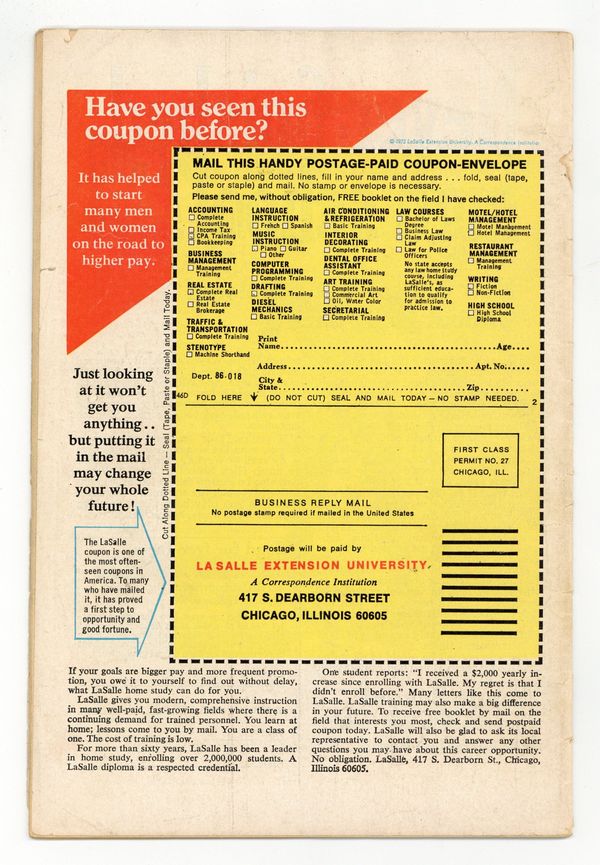 Have you seen this
coupon before?
© 1973 LaSalle Extension University, A Correspondence Institution
It has helped
to start
many men
and women
on the road to
higher pay.
MAIL THIS HANDY POSTAGE-PAID COUPON-ENVELOPE
Cut coupon along dotted lines, fill in your name and address . . . fold, seal (tape,
paste or staple) and mail. No stamp or envelope is necessary.
Please send me, without obligation, FREE booklet on the field I have checked:
ACCOUNTING
Complete
Accounting
Income Tax
CPA Training
Bookkeeping
BUSINESS
MANAGEMENT
Management
Training
REAL ESTATE
Complete Real
Estate
Real Estate
Brokerage
TRAFFIC &
TRANSPORTATION
Complete Training
STENOTYPE
Machine Shorthand
LANGUAGE
INSTRUCTION
French Spanish
MUSIC
INSTRUCTION
Piano Guitar
Other
COMPUTER
PROGRAMMING
Complete Training
DRAFTING
Complete Training
DIESEL
MECHANICS
Basic Training
AIR CONDITIONING
& REFRIGERATION
Basic Training
INTERIOR
DECORATING
Complete Training
DENTAL OFFICE
ASSISTANT
Complete Training
ART TRAINING
Complete Training
Commercial Art
Oil, Water Color
SECRETARIAL
Complete Training
LAW COURSES
Bachelor of Laws
Degree
Business Law
Claim Adjusting
Law
Law for Police
Officers
No state accepts
any law home study
course, including
LaSalle's, as
sufficient educa-
tion to qualify
for admission to
practice law.
MOTEL/HOTEL
MANAGEMENT
Motel Management
Hotel Management
RESTAURANT
MANAGEMENT
Management
Training
WRITING
Fiction
Non-Fiction
HIGH SCHOOL
High School
Diploma
Print
Name Age
Address Apt. No.
Dept. 86-018
City &
State Zip
46D FOLD HERE (DO NOT CUT) SEAL AND MAIL TODAY — NO STAMP NEEDED. 2
Cut Along Dotted Line — Seal (Tape, Paste or Staple) and Mail Today.
Just looking
at it won't
get you
anything . .
but putting it
in the mail
may change
your whole
future!
The LaSalle
coupon is one of
the most often-
seen coupons in
America. To many
who have mailed
it, it has proved
a first step to
opportunity and
good fortune.
FIRST CLASS
PERMIT NO. 27
CHICAGO, ILL.
BUSINESS REPLY MAIL
No postage stamp required if mailed in the United States
Postage will be paid by
LA SALLE EXTENSION UNIVERSITY
A Correspondence Institution
417 S. DEARBORN STREET
CHICAGO, ILLINOIS 60605
If your goals are bigger pay and more frequent promo-
tion, you owe it to yourself to find out without delay,
what LaSalle home study can do for you.
LaSalle gives you modern, comprehensive instruction
in many well-paid, fast-growing fields where there is a
continuing demand for trained personnel. You learn at
home; lessons come to you by mail. You are a class of
one. The cost of training is low.
For more than sixty years, LaSalle has been a leader
in home study, enrolling over 2,000,000 students. A
LaSalle diploma is a respected credential.
One student reports: "I received a $2,000 yearly in-
crease since enrolling with LaSalle. My regret is that I
didn't enroll before." Many letters like this come to
LaSalle. LaSalle training may also make a big difference
in your future. To receive free booklet by mail on the
field that interests you most, check and send postpaid
coupon today. LaSalle will also be glad to ask its local
representative to contact you and answer any other
questions you may have about this career opportunity.
No obligation. LaSalle, 417 S. Dearborn St., Chicago,
Illinois 60605.